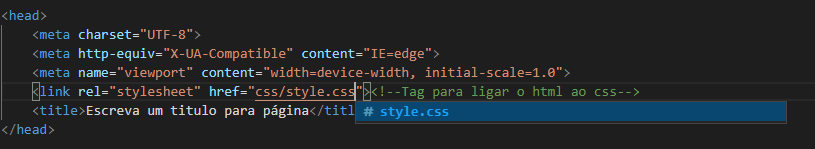 <head>
<meta charset="UTF-8">
<meta http-equiv="X-UA-Compatible" content="IE=edge">
<meta name="viewport" content="width=device-width, initial-scale=1.0">
<link rel="stylesheet" href="css/style.css"><!--Tag para ligar o html ao css-->
<title>Escreva um titulo para página</titl
# style.css
</head>